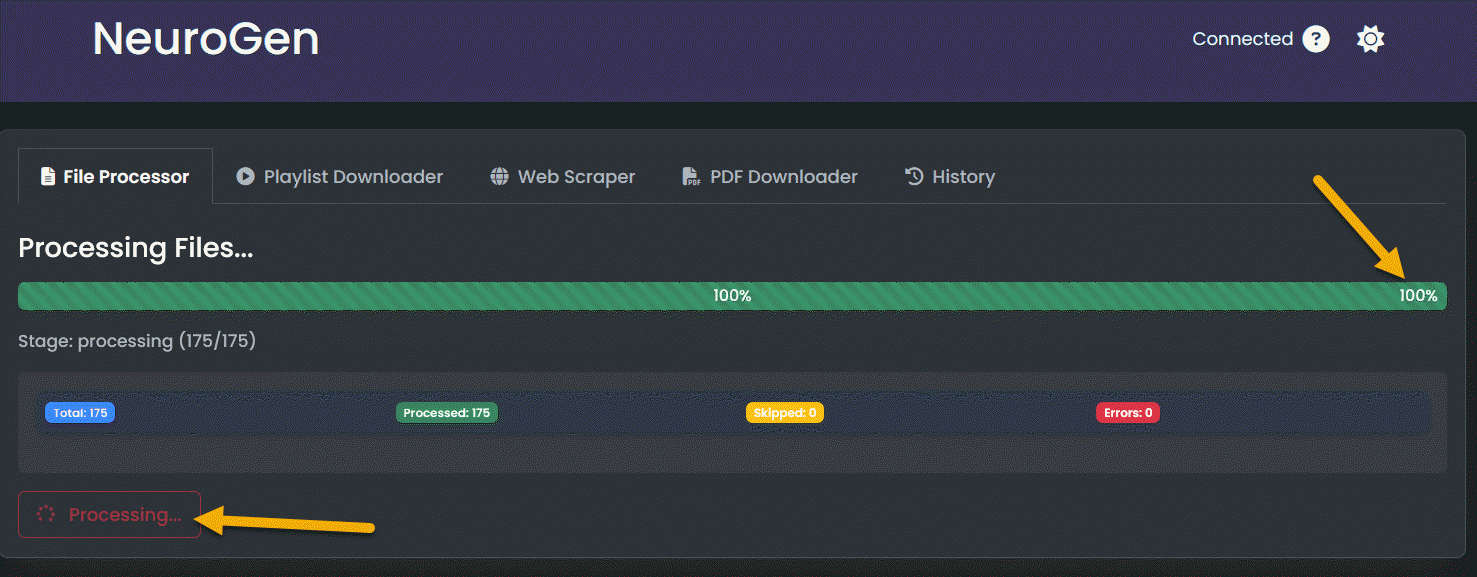 NeuroGen
Connected ?
File Processor Playlist Downloader Web Scraper PDF PDF Downloader History
Processing Files...
100% 100%
Stage: processing (175/175)
Total: 175 Processed: 175 Skipped: 0 Errors: 0
Processing...